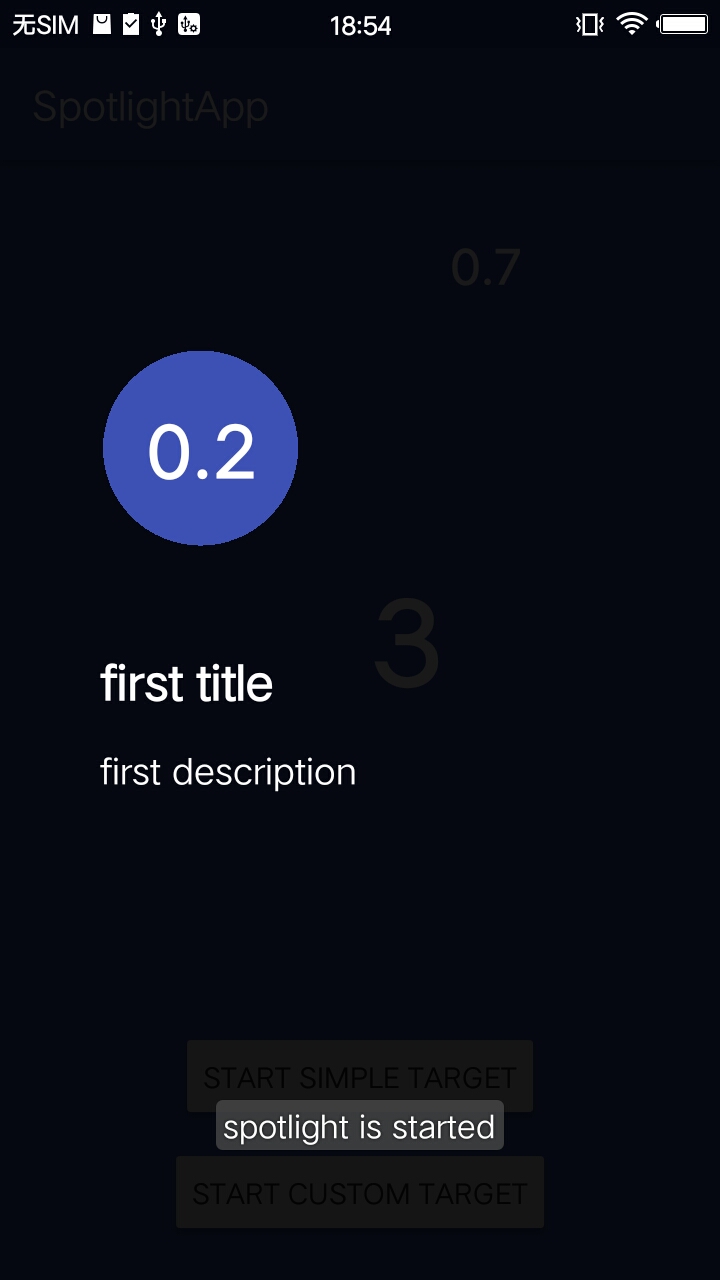 无SIM 18:54
SpotlightApp
0.7
0.2
3
first title
first description
START SIMPLE TARGET
spotlight is started
START CUSTOM TARGET